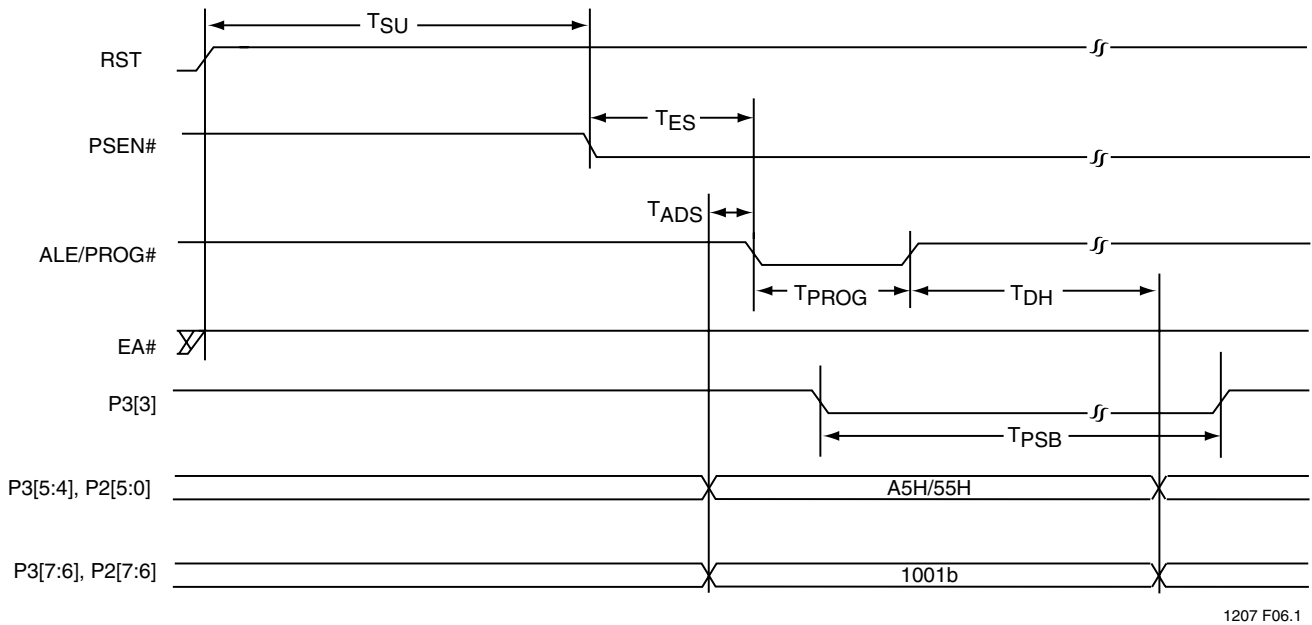 TSU
RST
TES
PSEN#
TADS
ALE/PROG#
TPROG
TDH
EA#
P3[3]
TPSB
P3[5:4], P2[5:0]
A5H/55H
P3[7:6], P2[7:6]
1001b
1207 F06.1